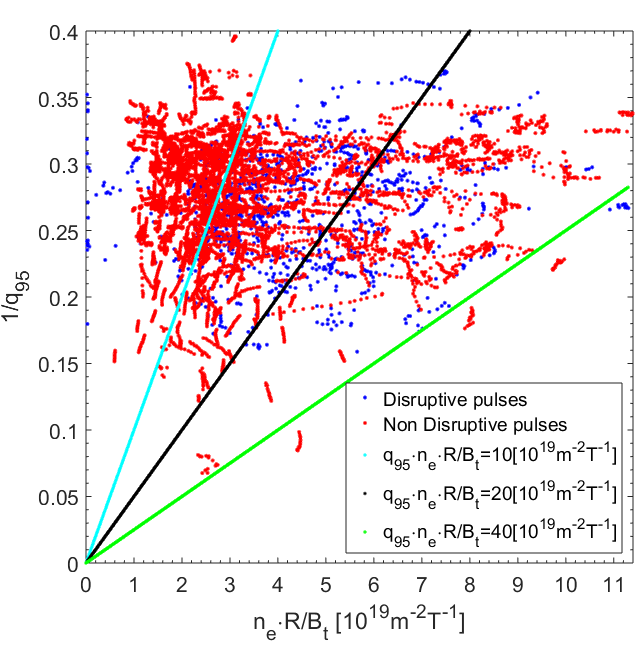 0.4
0.35
0.3
0.25
0.2
0.15
0.1
0.05
0
1/q95
Disruptive pulses
Non Disruptive pulses
q95·ne·R/Bt=10[10^19m^-2T^-1]
q95·ne·R/Bt=20[10^19m^-2T^-1]
q95·ne·R/Bt=40[10^19m^-2T^-1]
0 1 2 3 4 5 6 7 8 9 10 11
ne·R/Bt [10^19m^-2T^-1]